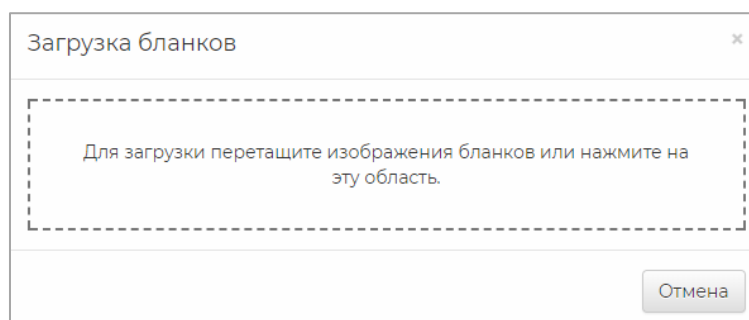 Загрузка бланков
×
Для загрузки перетащите изображения бланков или нажмите на
эту область.
Отмена